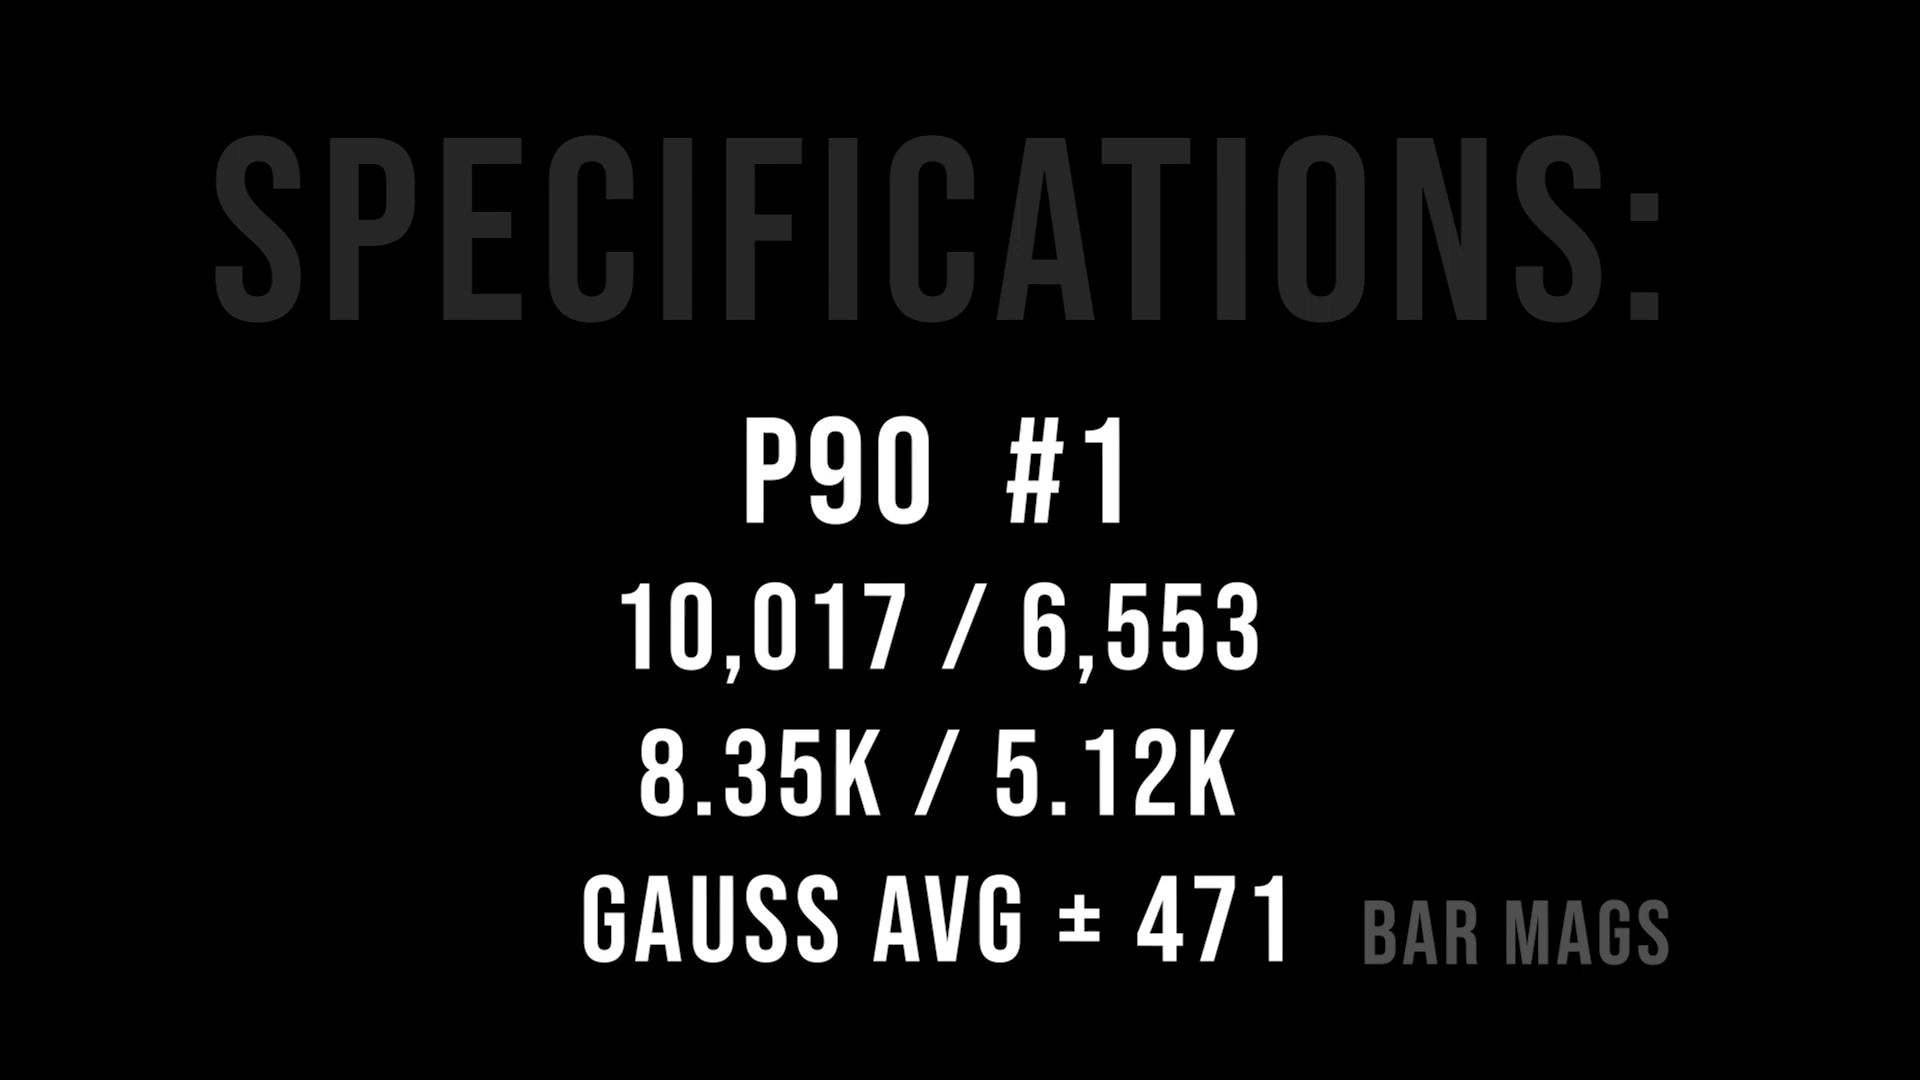 SPECIFICATIONS:
P90 #1
10,017 / 6,553
8.35K / 5.12K
GAUSS AVG ± 471 BAR MAGS